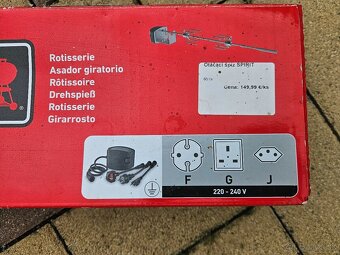 Rotisserie
Asador giratorio
Rôtissoire
Drehspieß
Rotisserie
Girarrosto
Otáčací špíz SPIRIT
Cena: 149,99 €/ks
F
G
J
220 - 240 V